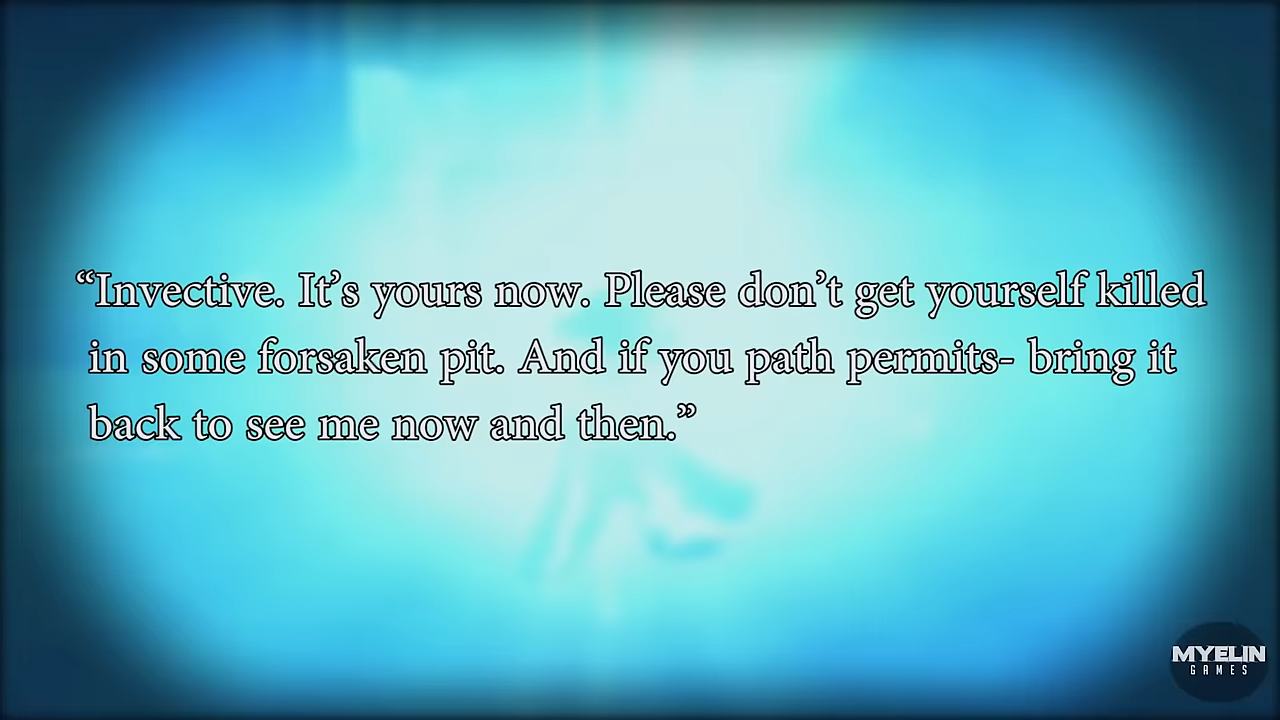 “Invective. It’s yours now. Please don’t get yourself killed
in some forsaken pit. And if you path permits- bring it
back to see me now and then.”
MYELIN
GAMES